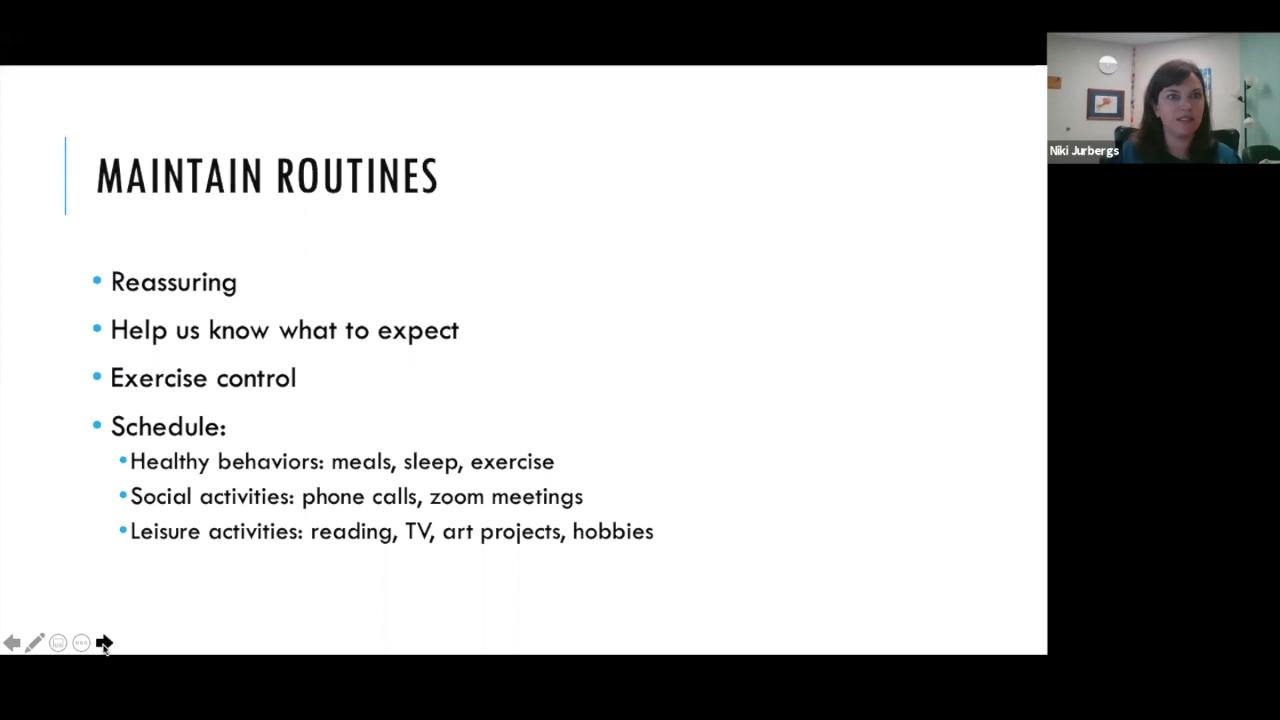 MAINTAIN ROUTINES
• Reassuring
• Help us know what to expect
• Exercise control
• Schedule:
• Healthy behaviors: meals, sleep, exercise
• Social activities: phone calls, zoom meetings
• Leisure activities: reading, TV, art projects, hobbies
Niki Jurbergs